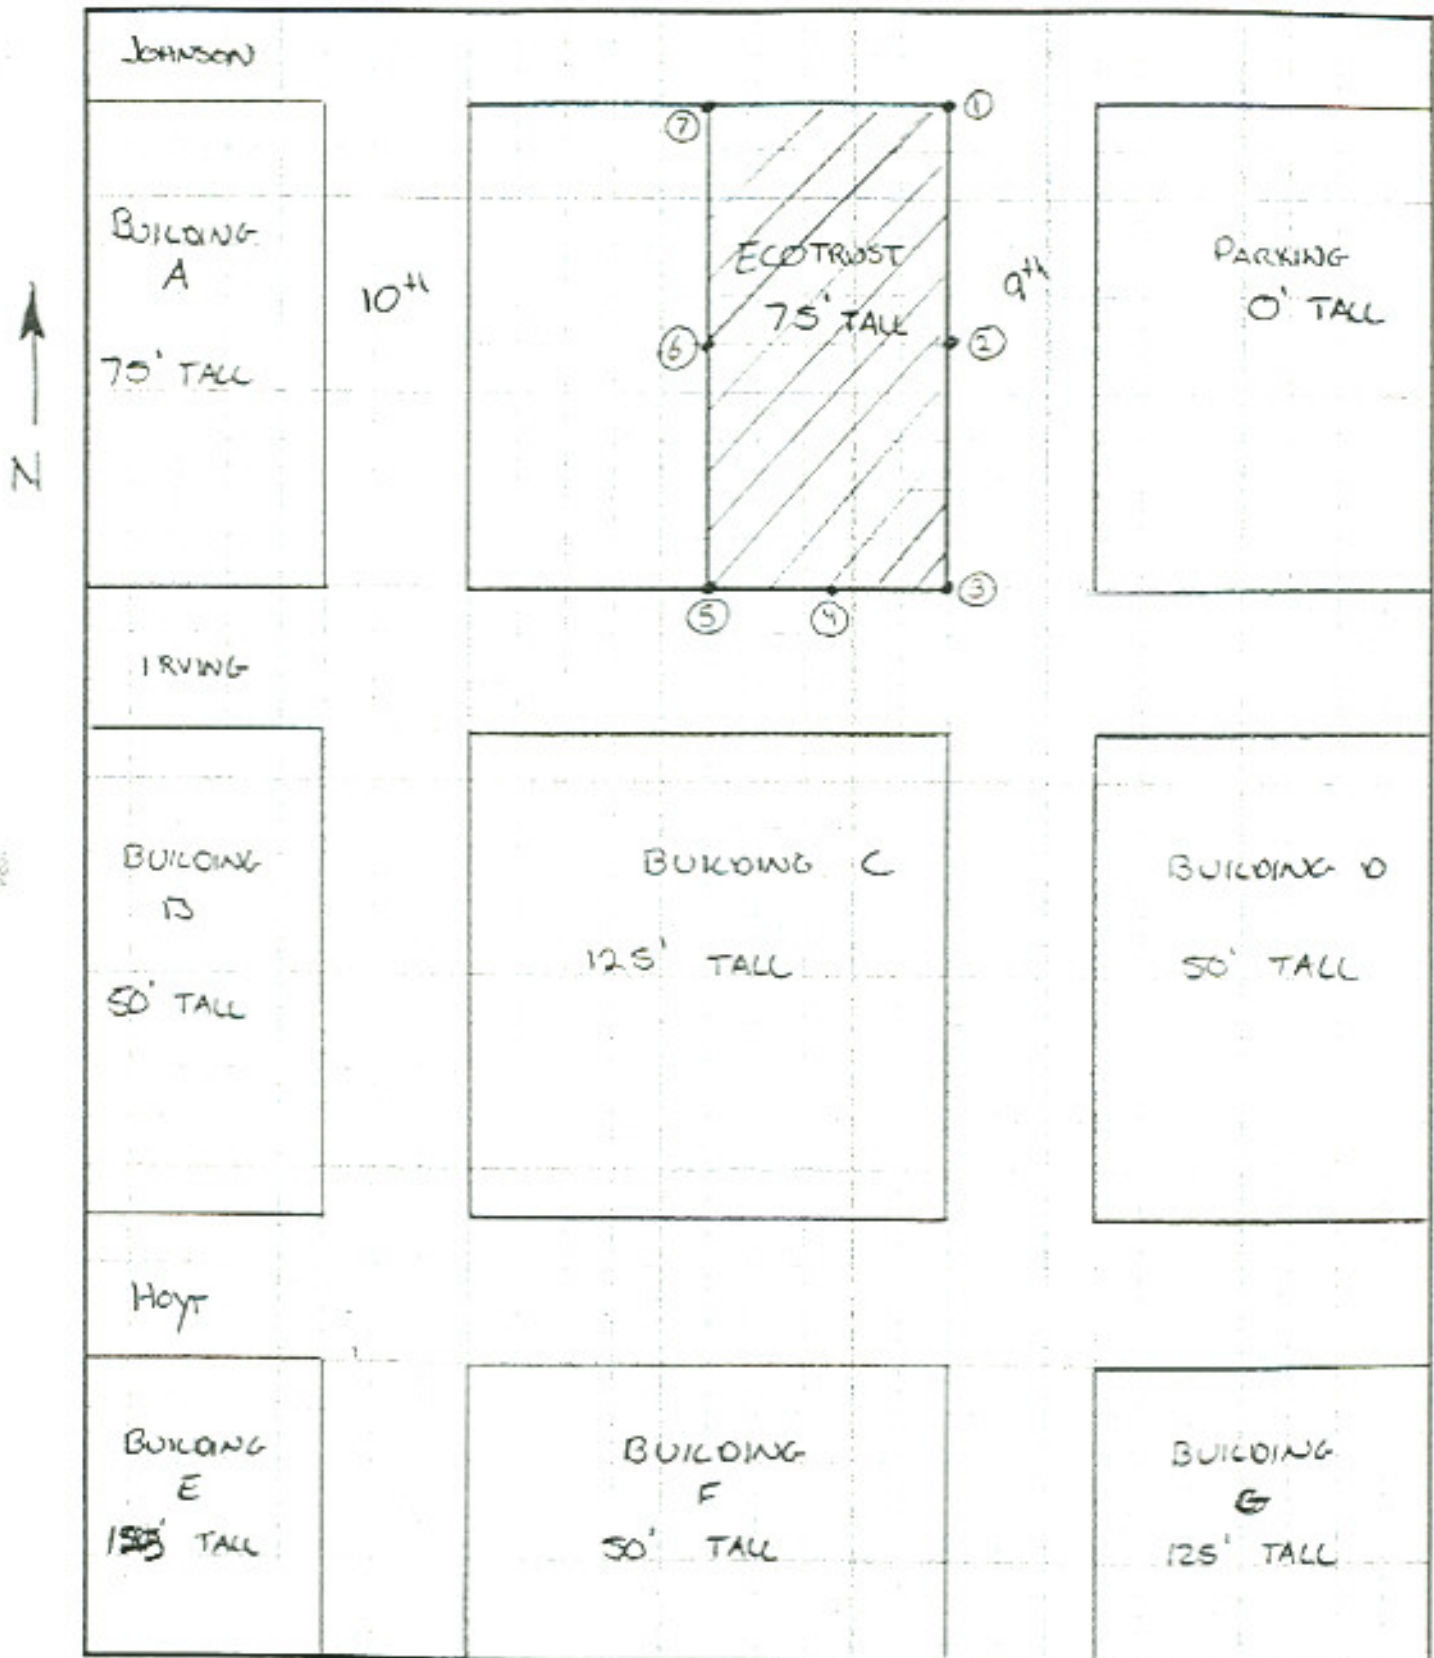 JOHNSON
⑦
①
BUILDING
A
75' TALL
10th
ECOTRUST
75' TALL
9th
PARKING
0' TALL
⑥
②
N
⑤
④
③
IRVING
BUILDING
B
50' TALL
BUILDING C
125' TALL
BUILDING D
50' TALL
HOYT
BUILDING
E
TALL
BUILDING
F
50' TALL
BUILDING
G
125' TALL